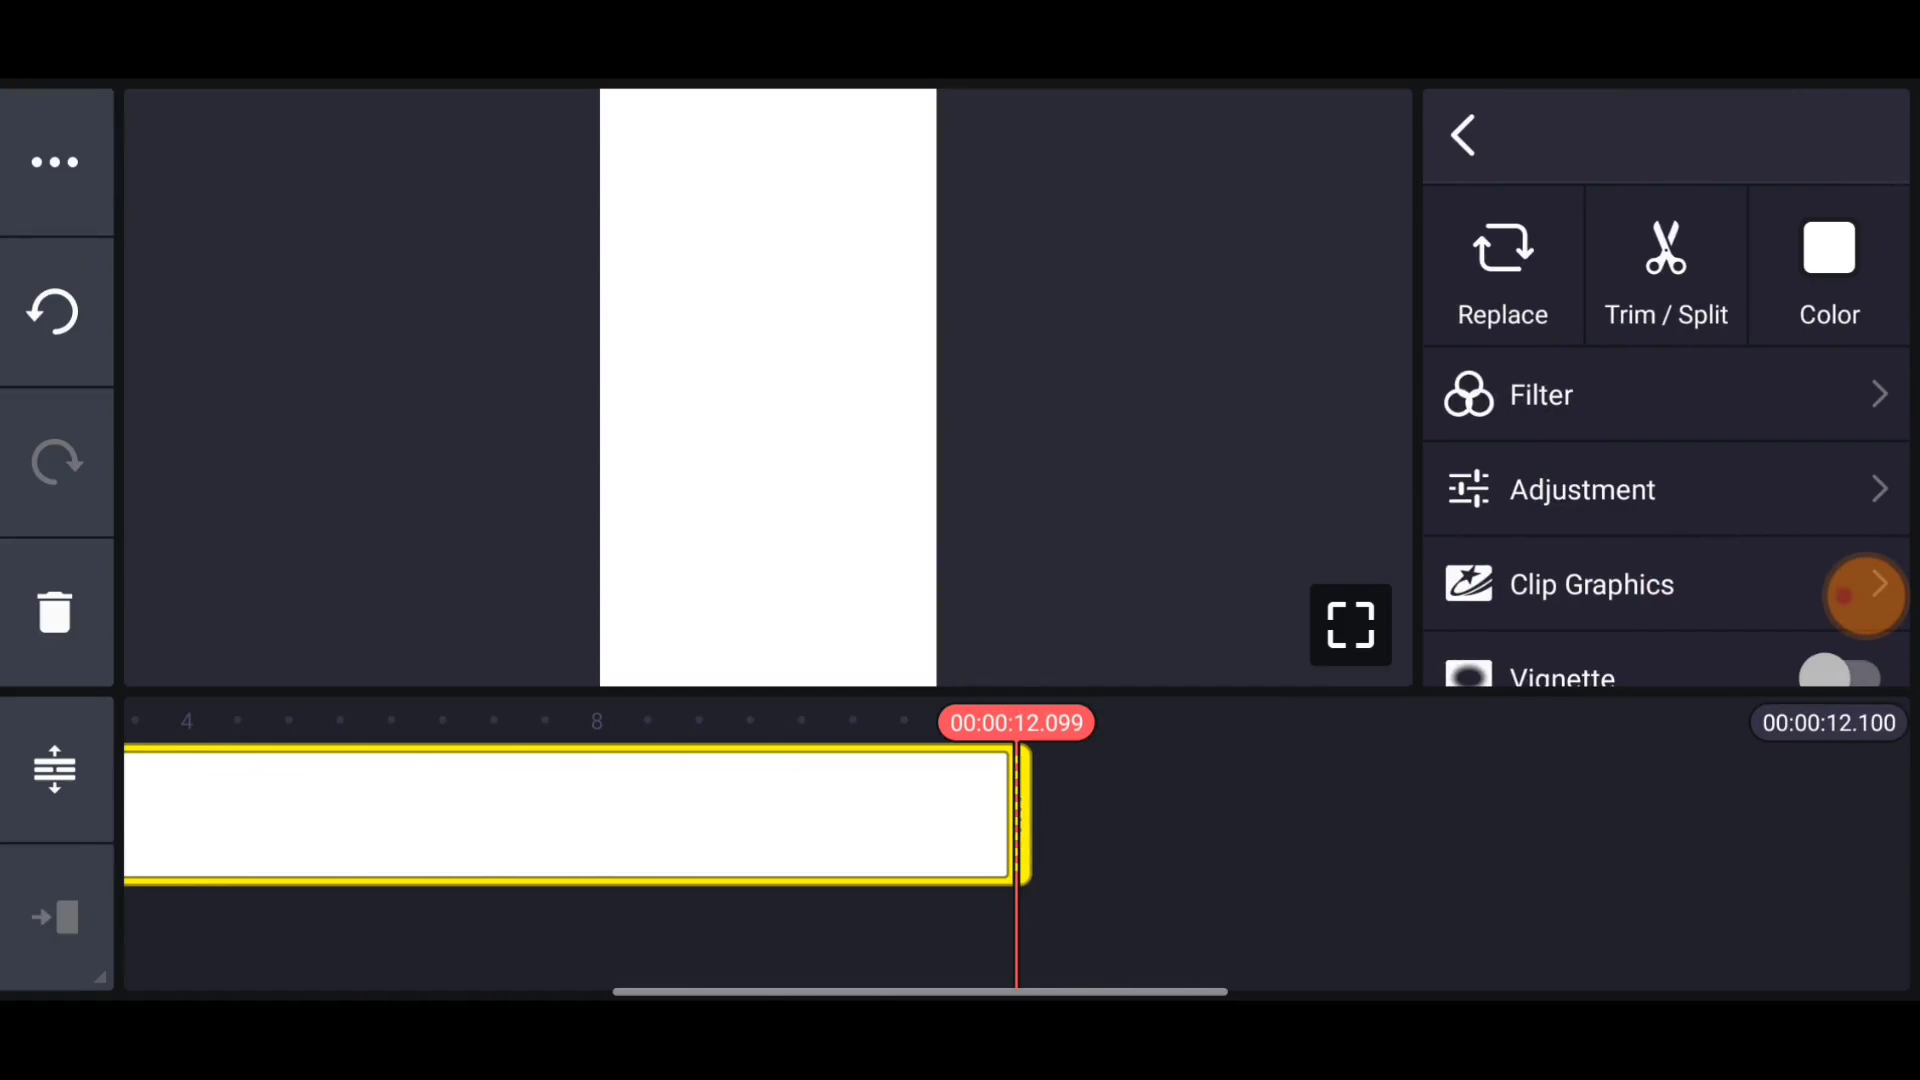 Replace
Trim / Split
Color
Filter
Adjustment
Clip Graphics
Vignette
4
8
00:00:12.099
00:00:12.100